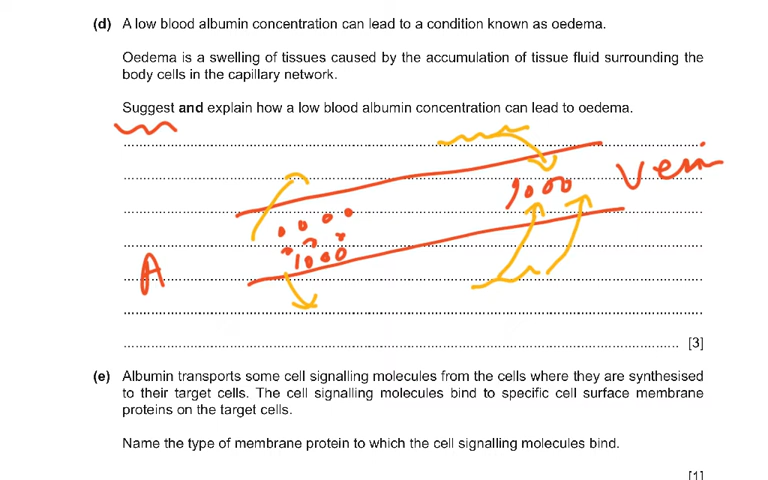 (d) A low blood albumin concentration can lead to a condition known as oedema.
Oedema is a swelling of tissues caused by the accumulation of tissue fluid surrounding the
body cells in the capillary network.
Suggest and explain how a low blood albumin concentration can lead to oedema.
Vein
1000
A
[3]
(e) Albumin transports some cell signalling molecules from the cells where they are synthesised
to their target cells. The cell signalling molecules bind to specific cell surface membrane
proteins on the target cells.
Name the type of membrane protein to which the cell signalling molecules bind.
[1]